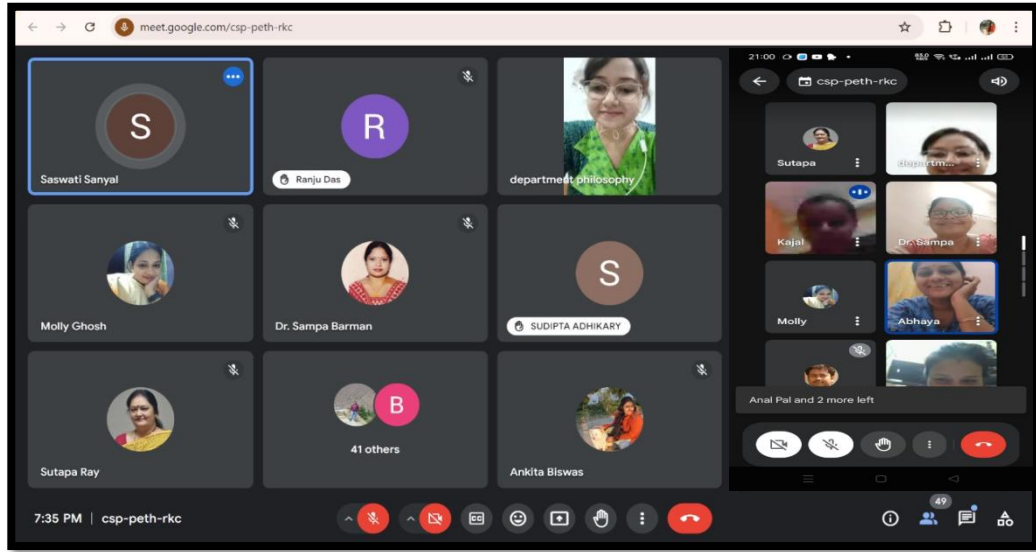 meet.google.com/csp-peth-rkc
S
Saswati Sanyal
R
Ranju Das
department philosophy
Molly Ghosh
Dr. Sampa Barman
S
SUDIPTA ADHIKARY
Sutapa Ray
B
41 others
Ankita Biswas
7:35 PM | csp-peth-rkc
CC
49
21:00
csp-peth-rkc
Sutapa
departm...
Kajal
Dr. Sampa
Molly
Abhaya
Anal Pal and 2 more left